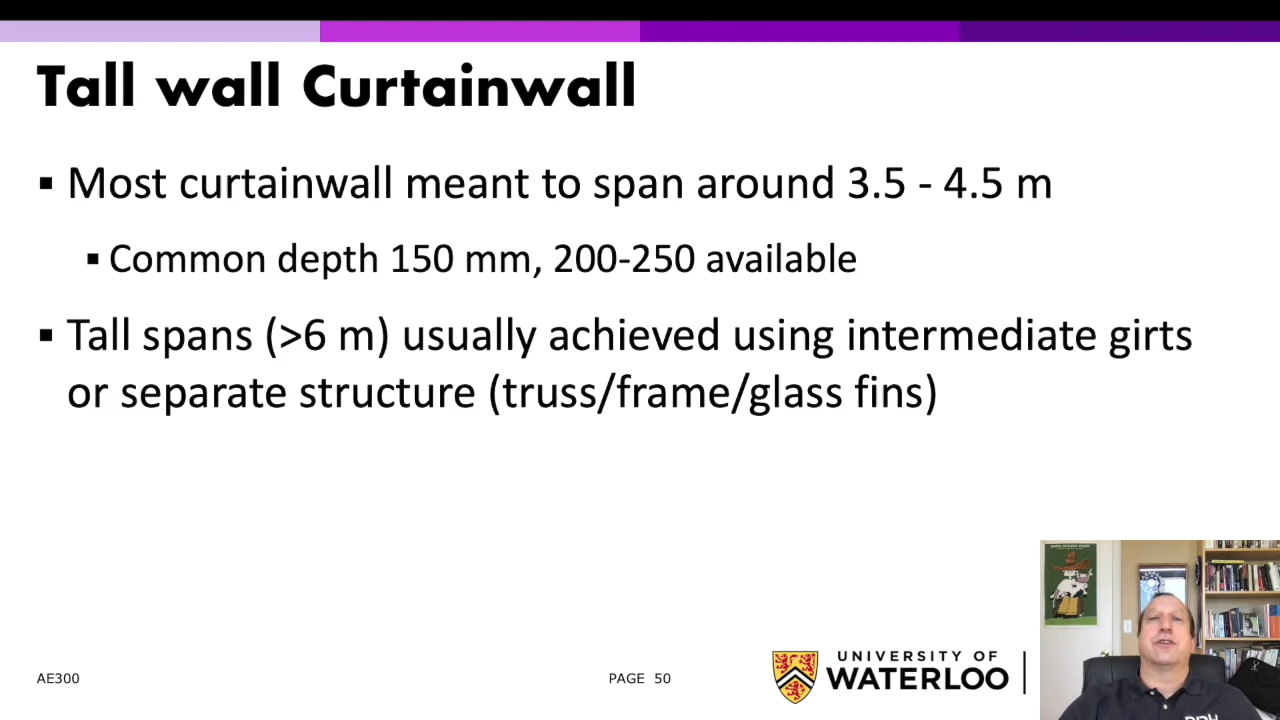 Tall wall Curtainwall
▪ Most curtainwall meant to span around 3.5 - 4.5 m
▪ Common depth 150 mm, 200-250 available
▪ Tall spans (>6 m) usually achieved using intermediate girts
or separate structure (truss/frame/glass fins)
AE300
PAGE 50
UNIVERSITY OF
WATERLOO